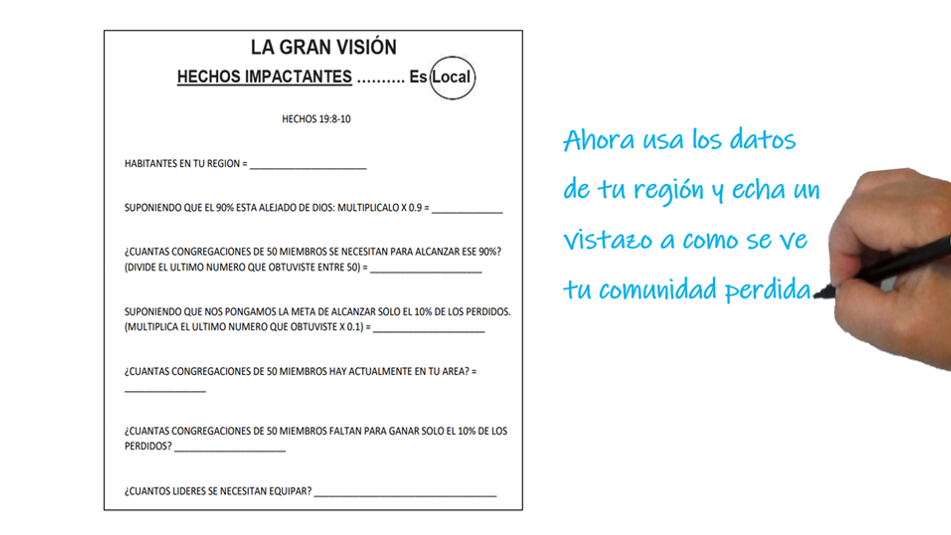 LA GRAN VISIÓN
HECHOS IMPACTANTES .......... Es Local
HECHOS 19:8-10
HABITANTES EN TU REGION = ____________________
SUPONIENDO QUE EL 90% ESTA ALEJADO DE DIOS: MULTIPLICALO X 0.9 = ____________
¿CUANTAS CONGREGACIONES DE 50 MIEMBROS SE NECESITAN PARA ALCANZAR ESE 90%?
(DIVIDE EL ULTIMO NUMERO QUE OBTUVISTE ENTRE 50) = ___________________
SUPONIENDO QUE NOS PONGAMOS LA META DE ALCANZAR SOLO EL 10% DE LOS PERDIDOS.
(MULTIPLICA EL ULTIMO NUMERO QUE OBTUVISTE X 0.1) = ___________________
¿CUANTAS CONGREGACIONES DE 50 MIEMBROS HAY ACTUALMENTE EN TU AREA? =
______________
¿CUANTAS CONGREGACIONES DE 50 MIEMBROS FALTAN PARA GANAR SOLO EL 10% DE LOS
PERDIDOS? ___________________
¿CUANTOS LIDERES SE NECESITAN EQUIPAR? _______________________________
Ahora usa los datos
de tu región y echa un
vistazo a como se ve
tu comunidad perdida